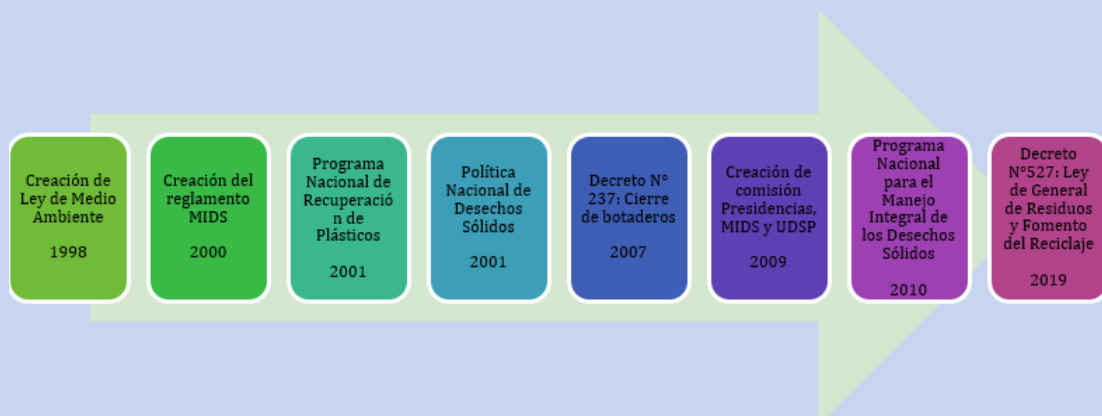 Creación de
Ley de Medio
Ambiente
1998
Creación del
reglamento
MIDS
2000
Programa
Nacional de
Recuperació
n de
Plásticos
2001
Política
Nacional de
Desechos
Sólidos
2001
Decreto N°
237: Cierre
de botaderos
2007
Creación de
comisión
Presidencias,
MIDS y UDSP
2009
Programa
Nacional
para el
Manejo
Integral de
los Desechos
Sólidos
2010
Decreto
N°527: Ley
de General
de Residuos
y Fomento
del Reciclaje
2019